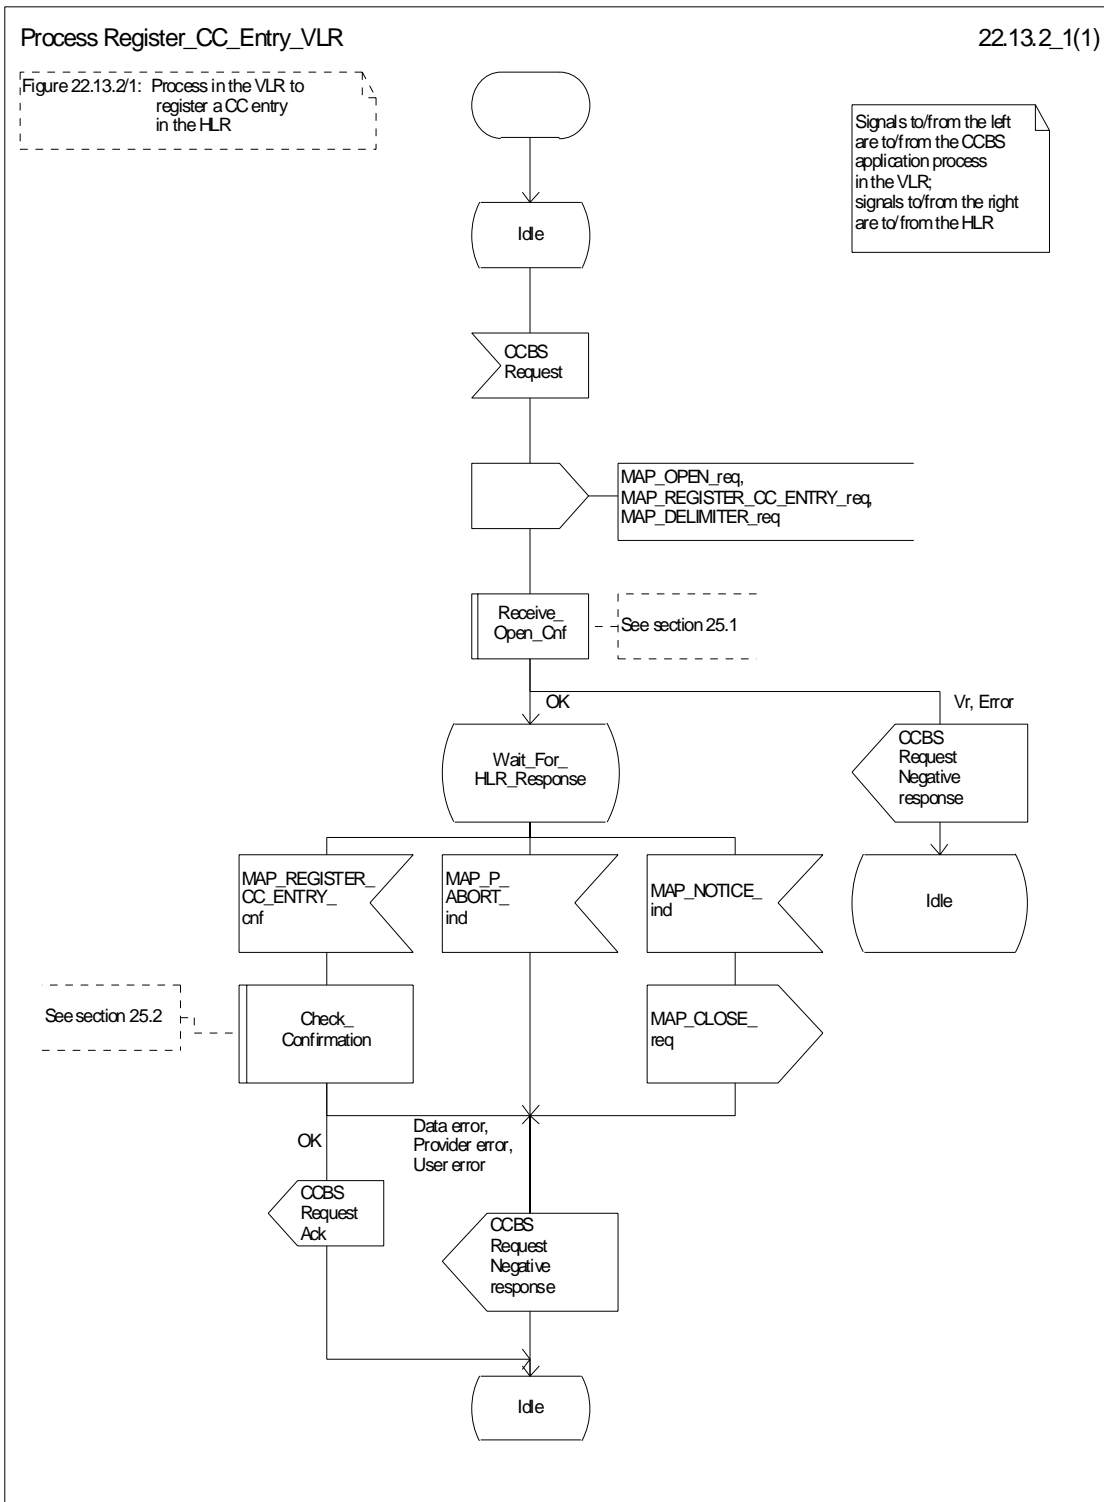 Process Register_CC_Entry_VLR
22.13.2_1(1)
Figure 22.13.2/1: Process in the VLR to
register a CC entry
in the HLR
Signals to/from the left
are to/from the CCBS
application process
in the VLR;
signals to/from the right
are to/from the HLR
Idle
CCBS
Request
MAP_OPEN_req,
MAP_REGISTER_CC_ENTRY_req,
MAP_DELIMITER_req
Receive_
Open_Cnf
See section 25.1
OK
Vr, Error
Wait_For_
HLR_Response
CCBS
Request
Negative
response
MAP_REGISTER_
CC_ENTRY_
cnf
MAP_P_
ABORT_
ind
MAP_NOTICE_
ind
Idle
See section 25.2
Check_
Confirmation
MAP_CLOSE_
req
OK
Data error,
Provider error,
User error
CCBS
Request
Ack
CCBS
Request
Negative
response
Idle